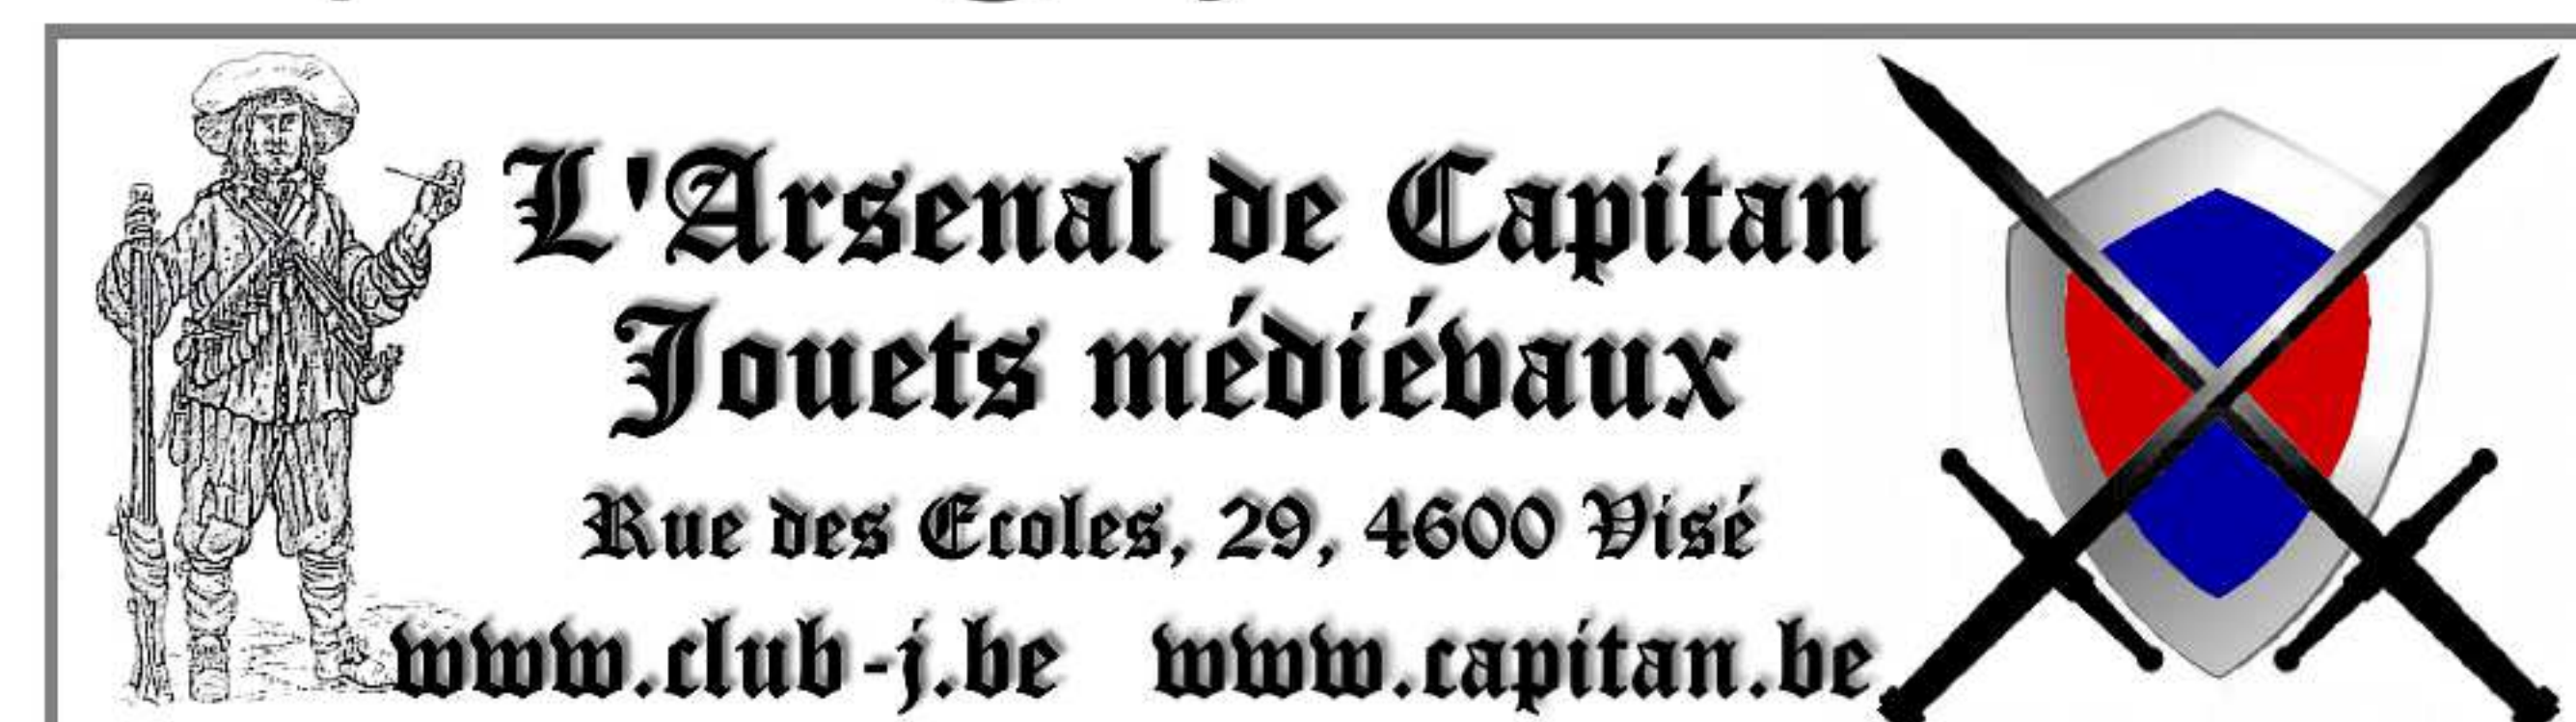 L'Arsenal de Capitan
Jouets médiévaux
Rue des Ecoles, 29, 4600 Visé
www.club-j.be www.capitan.be